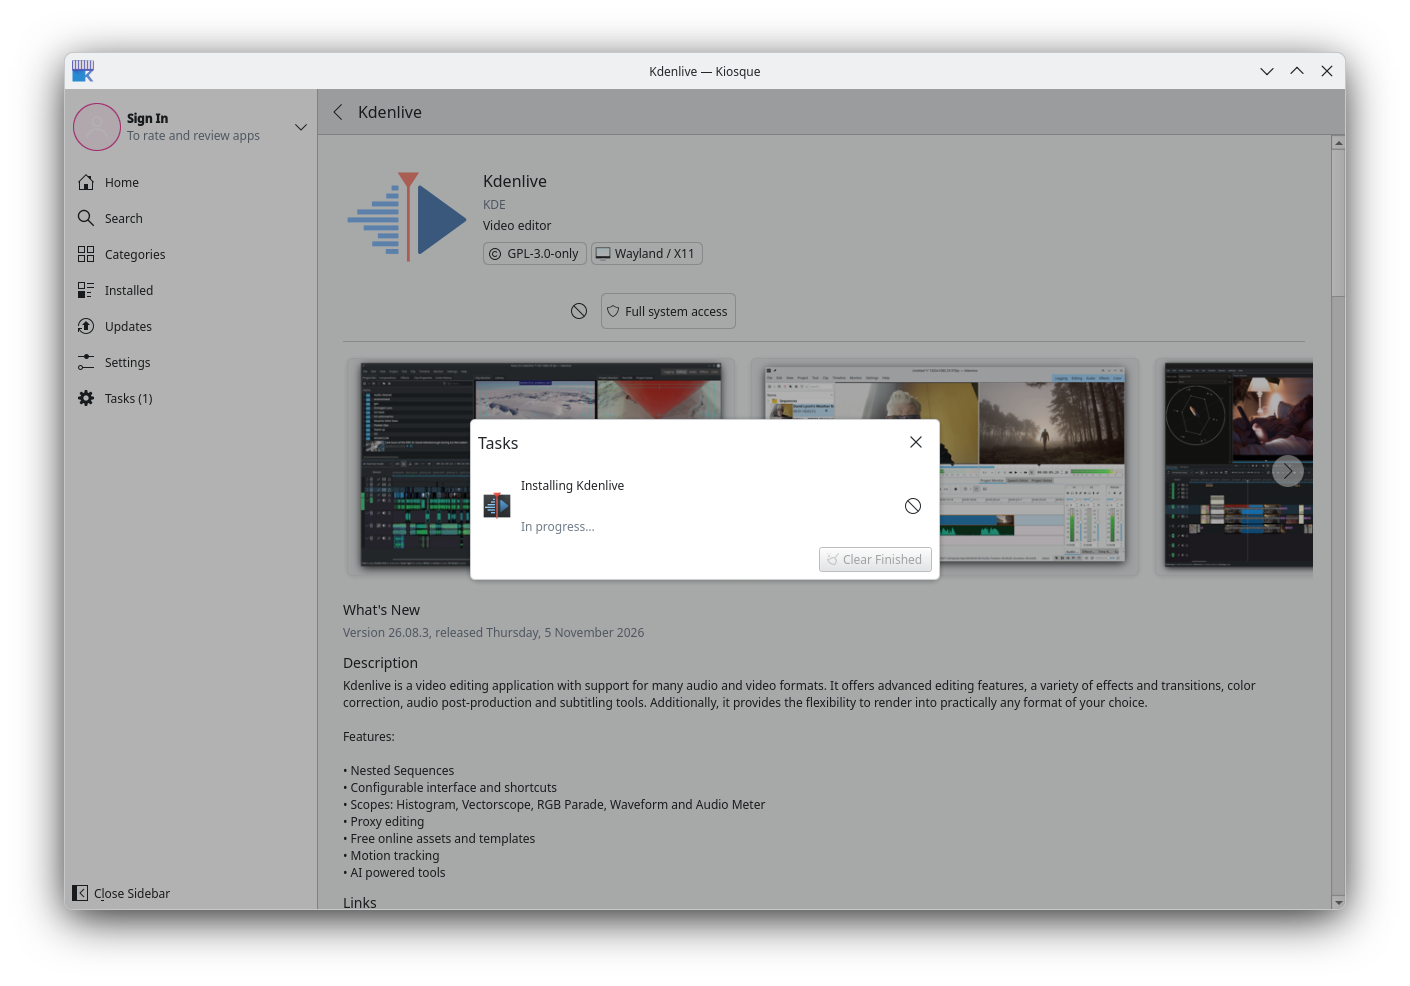 Kdenlive — Kiosque
Sign In
To rate and review apps
Home
Search
Categories
Installed
Updates
Settings
Tasks (1)
Close Sidebar
Kdenlive
Kdenlive
KDE
Video editor
GPL-3.0-only
Wayland / X11
Full system access
Tasks
Installing Kdenlive
In progress...
Clear Finished
What's New
Version 26.08.3, released Thursday, 5 November 2026
Description
Kdenlive is a video editing application with support for many audio and video formats. It offers advanced editing features, a variety of effects and transitions, color
correction, audio post-production and subtitling tools. Additionally, it provides the flexibility to render into practically any format of your choice.
Features:
• Nested Sequences
• Configurable interface and shortcuts
• Scopes: Histogram, Vectorscope, RGB Parade, Waveform and Audio Meter
• Proxy editing
• Free online assets and templates
• Motion tracking
• AI powered tools
Links